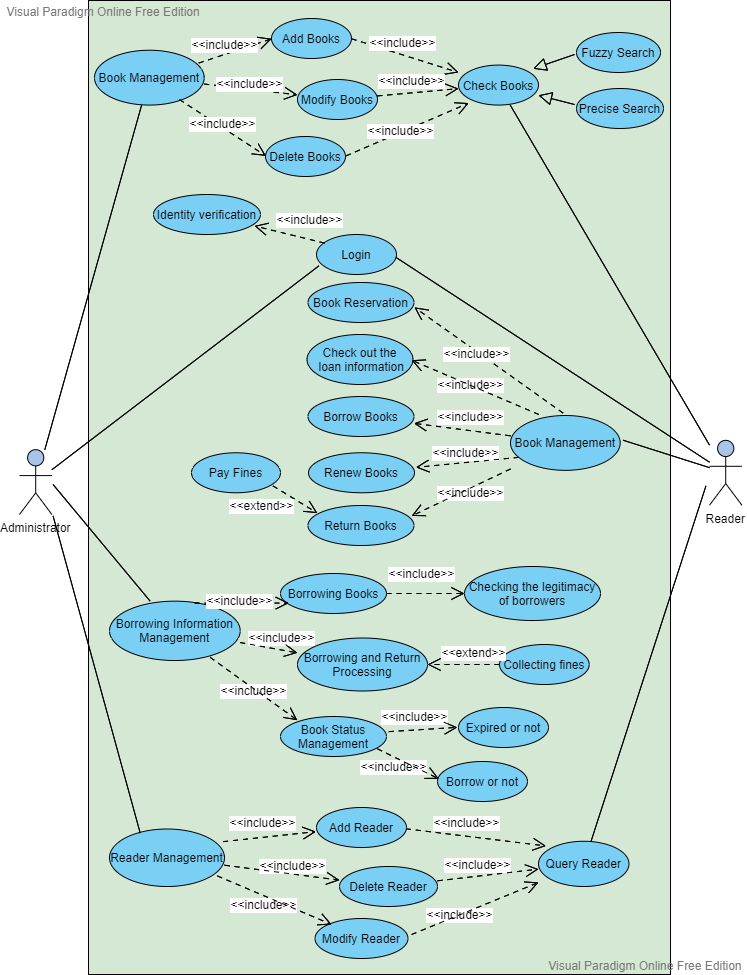 Visual Paradigm Online Free Edition
Add Books
<<include>>
<<include>>
Fuzzy Search
Book Management
<<include>>
<<include>>
Check Books
Modify Books
Precise Search
<<include>>
<<include>>
Delete Books
Identity verification
<<include>>
Login
Book Reservation
Check out the
loan information
<<include>>
<<include>>
Borrow Books
<<include>>
Book Management
<<include>>
Pay Fines
Renew Books
<<include>>
<<extend>>
Return Books
Administrator
Reader
<<include>>
Borrowing Books
Checking the legitimacy
of borrowers
<<include>>
Borrowing Information
Management
<<include>>
Borrowing and Return
Processing
<<extend>>
Collecting fines
<<include>>
Book Status
Management
<<include>>
Expired or not
<<include>>
Borrow or not
<<include>>
Add Reader
<<include>>
Reader Management
<<include>>
<<include>>
Query Reader
Delete Reader
<<include>>
<<include>>
Modify Reader
Visual Paradigm Online Free Edition